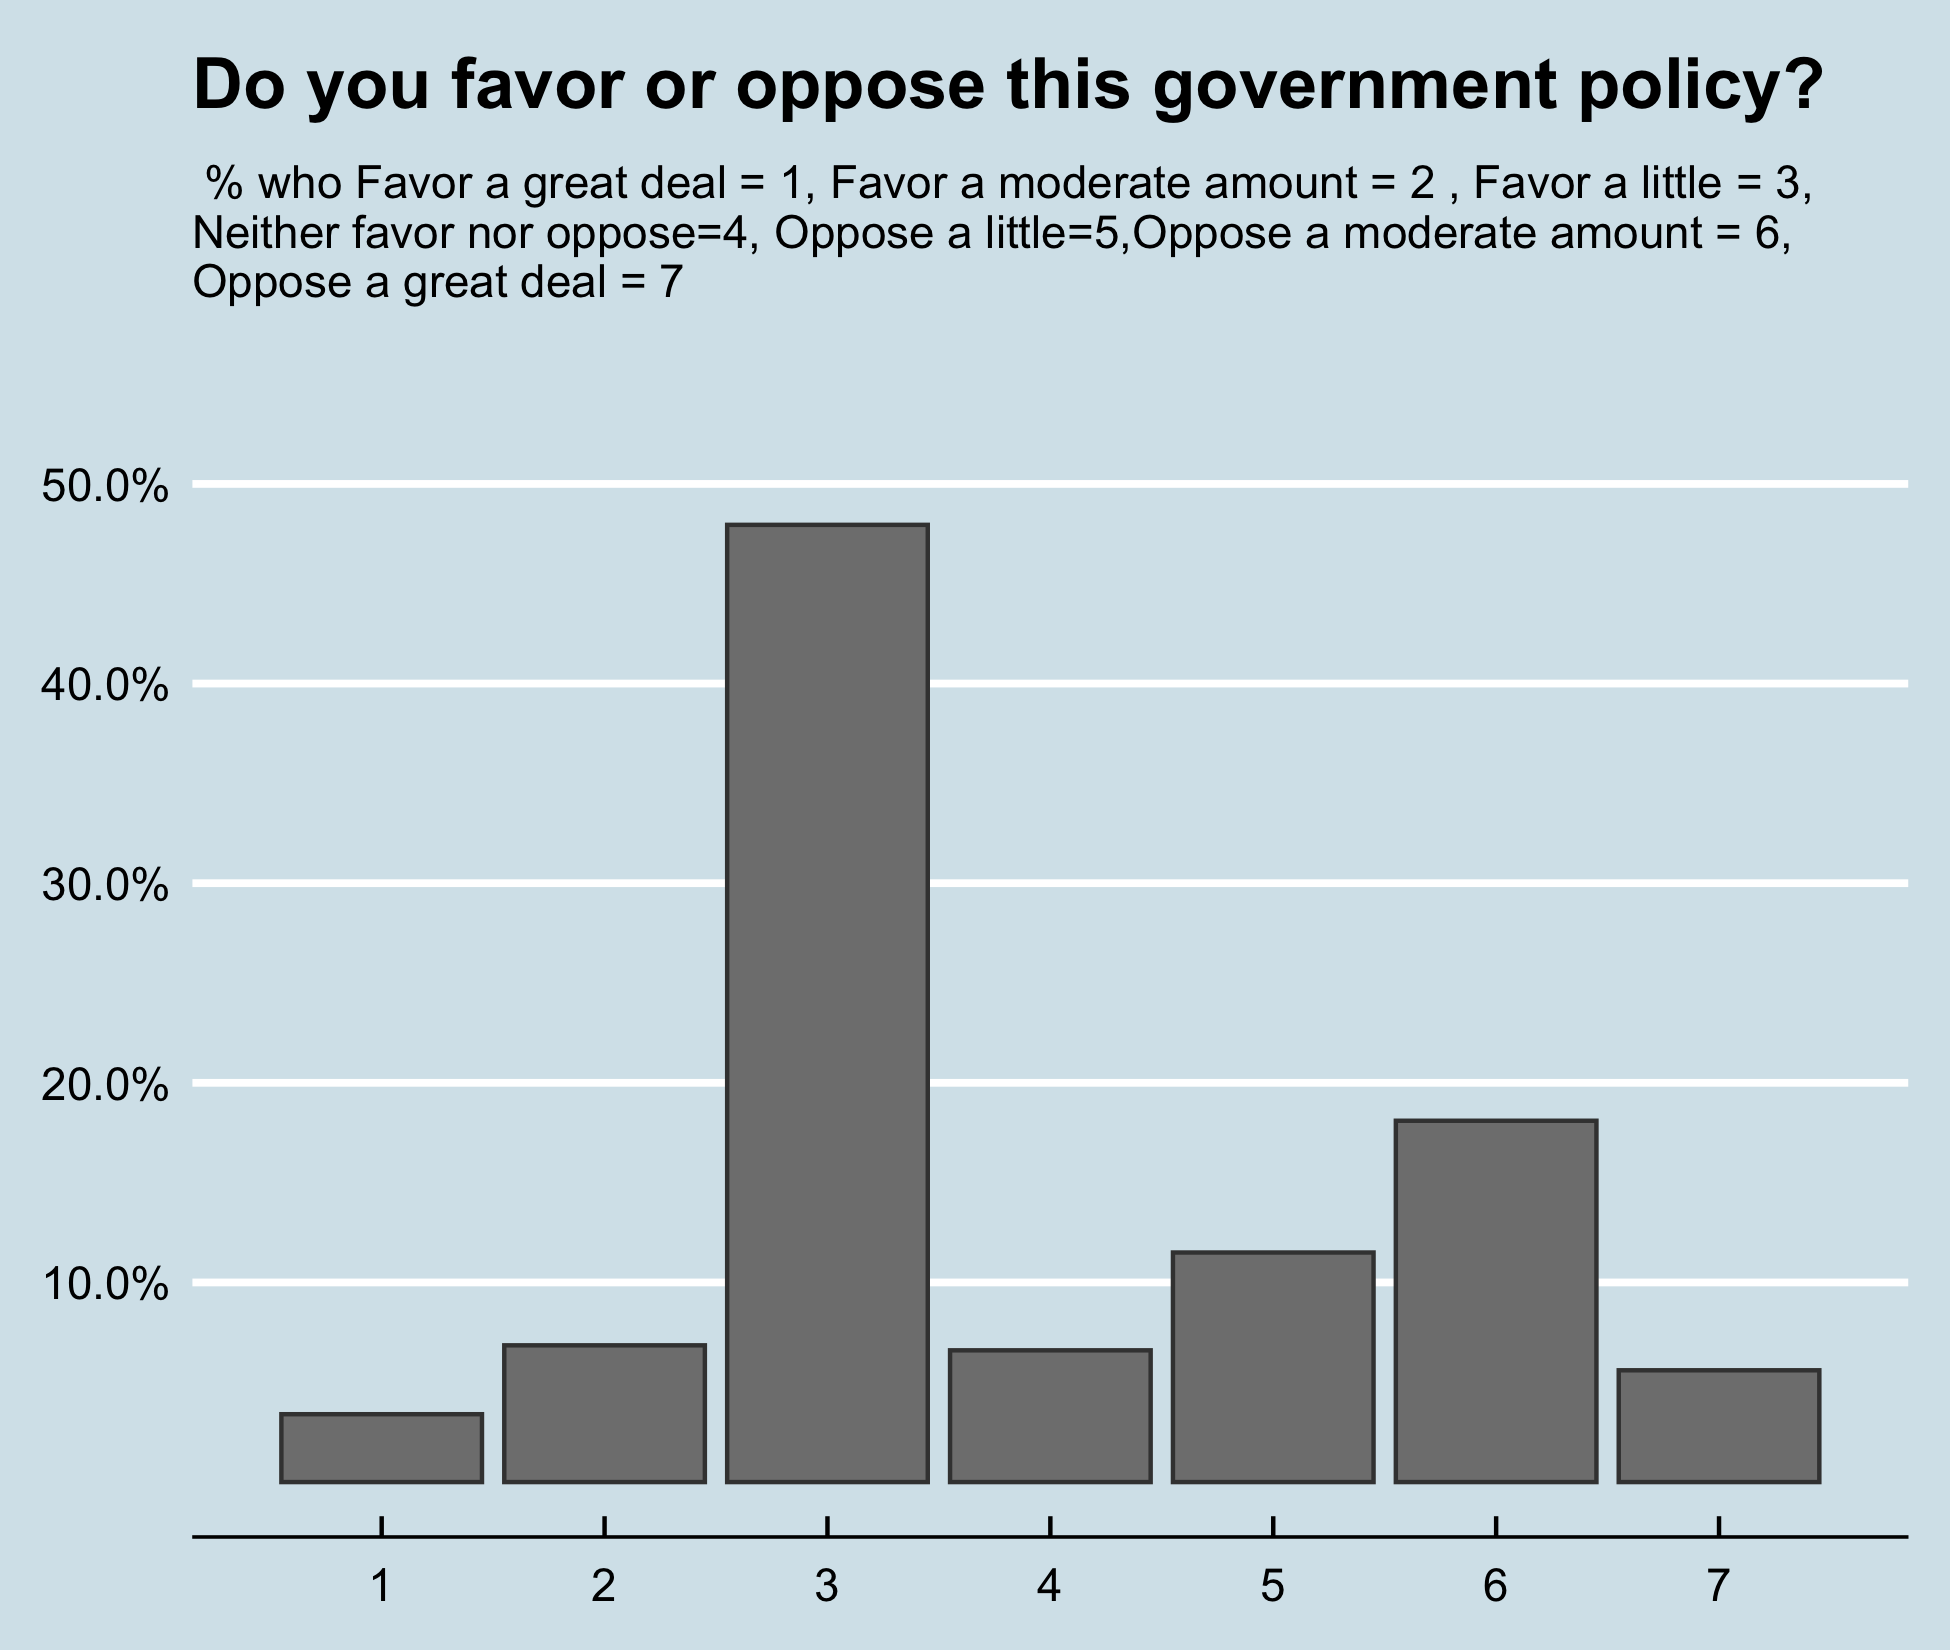 Do you favor or oppose this government policy?
% who Favor a great deal = 1, Favor a moderate amount = 2 , Favor a little = 3,
Neither favor nor oppose=4, Oppose a little=5,Oppose a moderate amount = 6,
Oppose a great deal = 7
50.0%
40.0%
30.0%
20.0%
10.0%
1 2 3 4 5 6 7